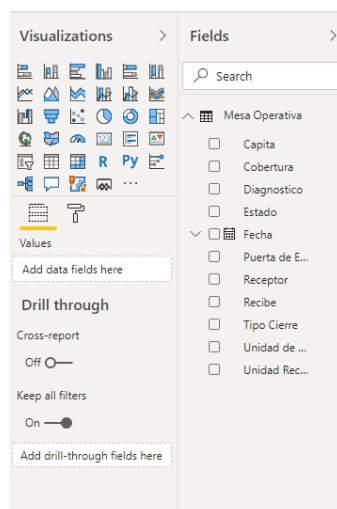 Visualizations
Fields
Search
Mesa Operativa
Capita
Cobertura
Diagnostico
Estado
Fecha
Puerta de E...
Receptor
Recibe
Tipo Cierre
Unidad de ...
Unidad Rec...
123
R
Py
...
Values
Add data fields here
Drill through
Cross-report
Off
Keep all filters
On
Add drill-through fields here